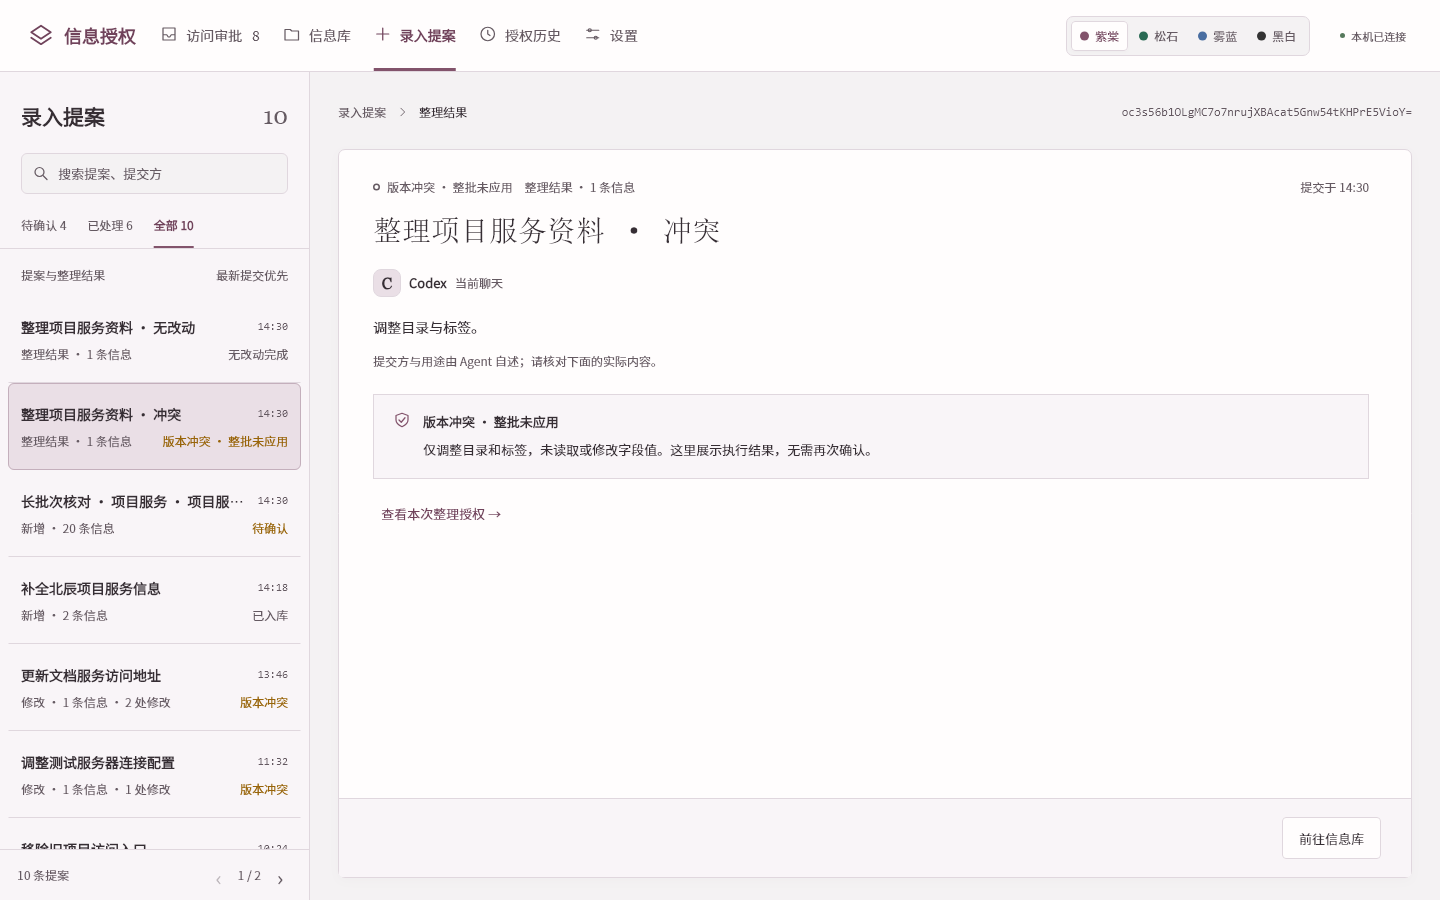 信息授权
访问审批 8
信息库
录入提案
授权历史
设置
紫棠
松石
雾蓝
黑白
本机已连接
录入提案 10
搜索提案、提交方
待确认 4
已处理 6
全部 10
提案与整理结果 最新提交优先
整理项目服务资料 · 无改动 14:30
整理结果 · 1 条信息 无改动完成
整理项目服务资料 · 冲突 14:30
整理结果 · 1 条信息 版本冲突 · 整批未应用
长批次核对 · 项目服务 · 项目服… 14:30
新增 · 20 条信息 待确认
补全北辰项目服务信息 14:18
新增 · 2 条信息 已入库
更新文档服务访问地址 13:46
修改 · 1 条信息 · 2 处修改 版本冲突
调整测试服务器连接配置 11:32
修改 · 1 条信息 · 1 处修改 版本冲突
移除旧项目访问入口 10:24
10 条提案 ‹ 1 / 2 ›
录入提案 > 整理结果
oc3s56b1OLgMC7o7nrujXBAcat5Gnw54tKHPrE5VioY=
版本冲突 · 整批未应用 整理结果 · 1 条信息 提交于 14:30
整理项目服务资料 · 冲突
C Codex 当前聊天
调整目录与标签。
提交方与用途由 Agent 自述；请核对下面的实际内容。
版本冲突 · 整批未应用
仅调整目录和标签，未读取或修改字段值。这里展示执行结果，无需再次确认。
查看本次整理授权 →
前往信息库